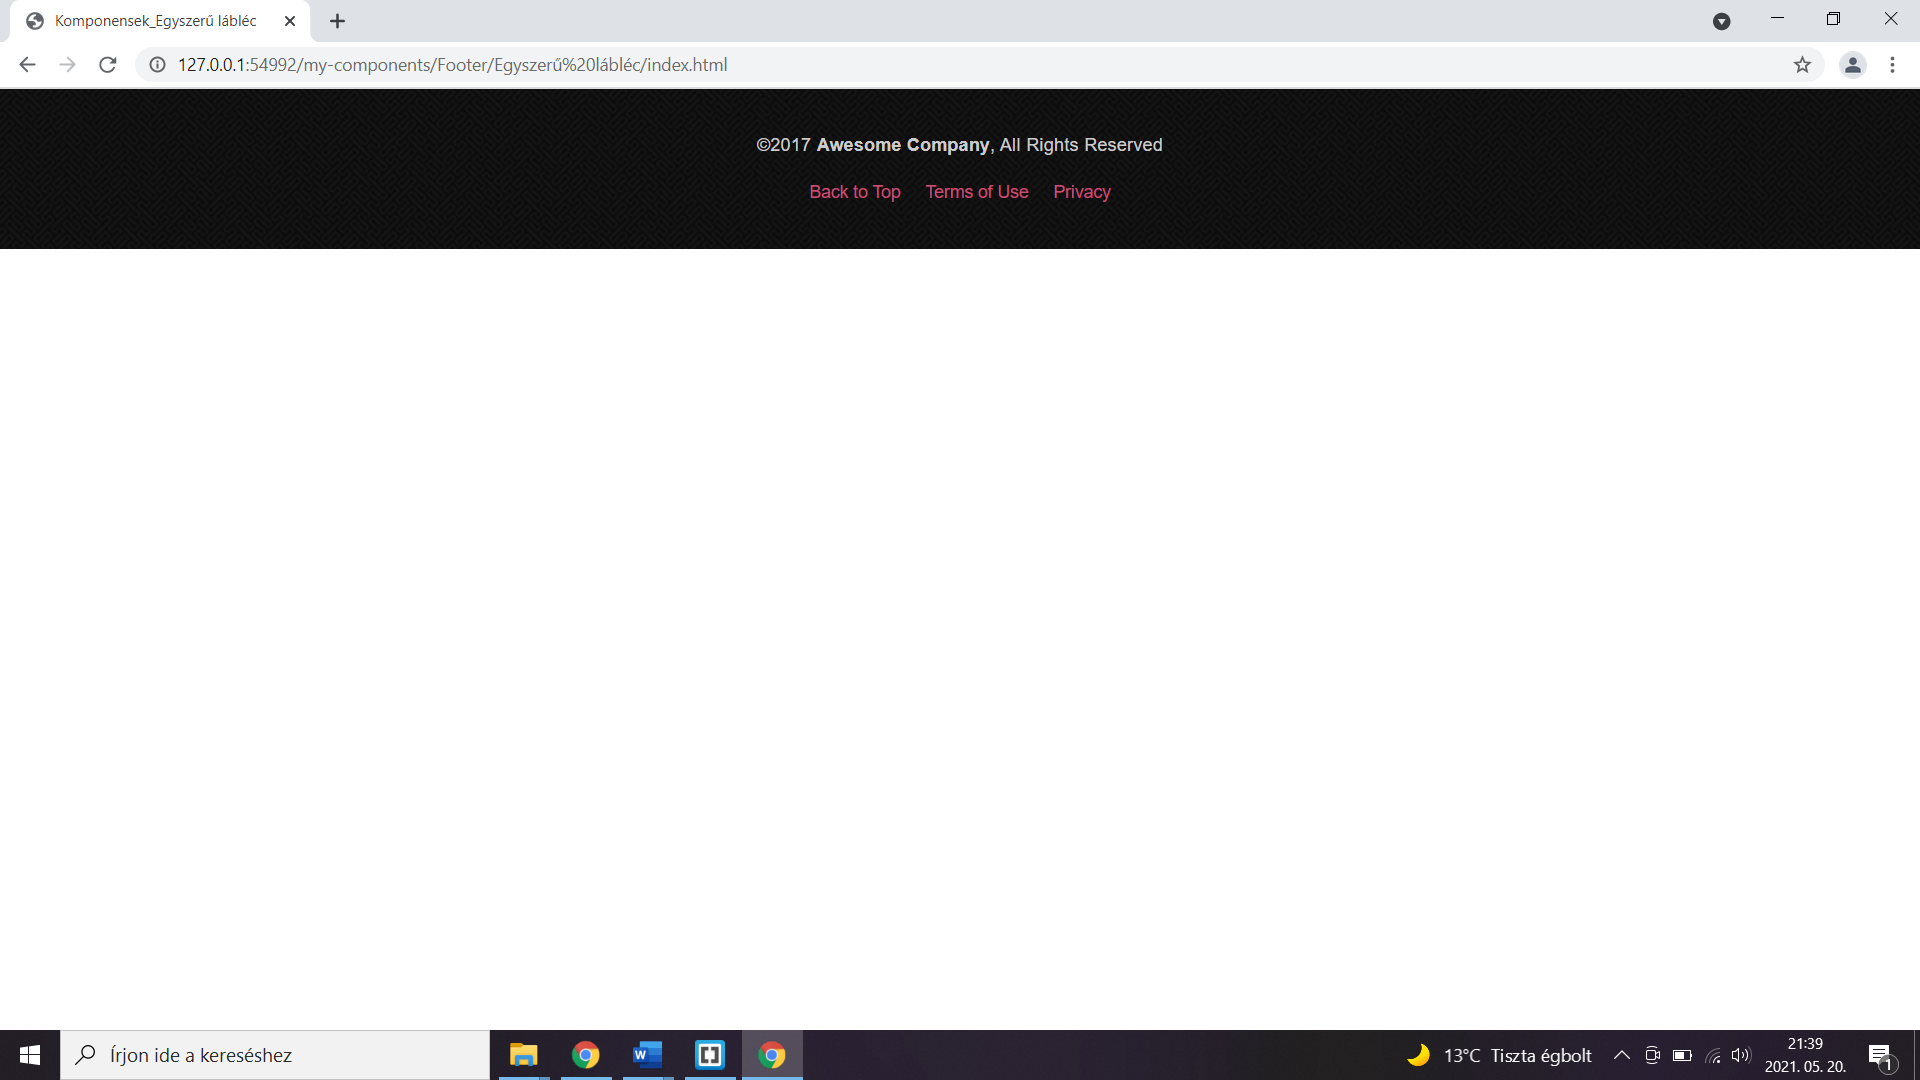 Komponensek_Egyszerű lábléc
127.0.0.1:54992/my-components/Footer/Egyszerű%20lábléc/index.html
©2017 Awesome Company, All Rights Reserved
Back to Top Terms of Use Privacy
Írjon ide a kereséshez
W
13°C Tiszta égbolt
21:39
2021. 05. 20.
1